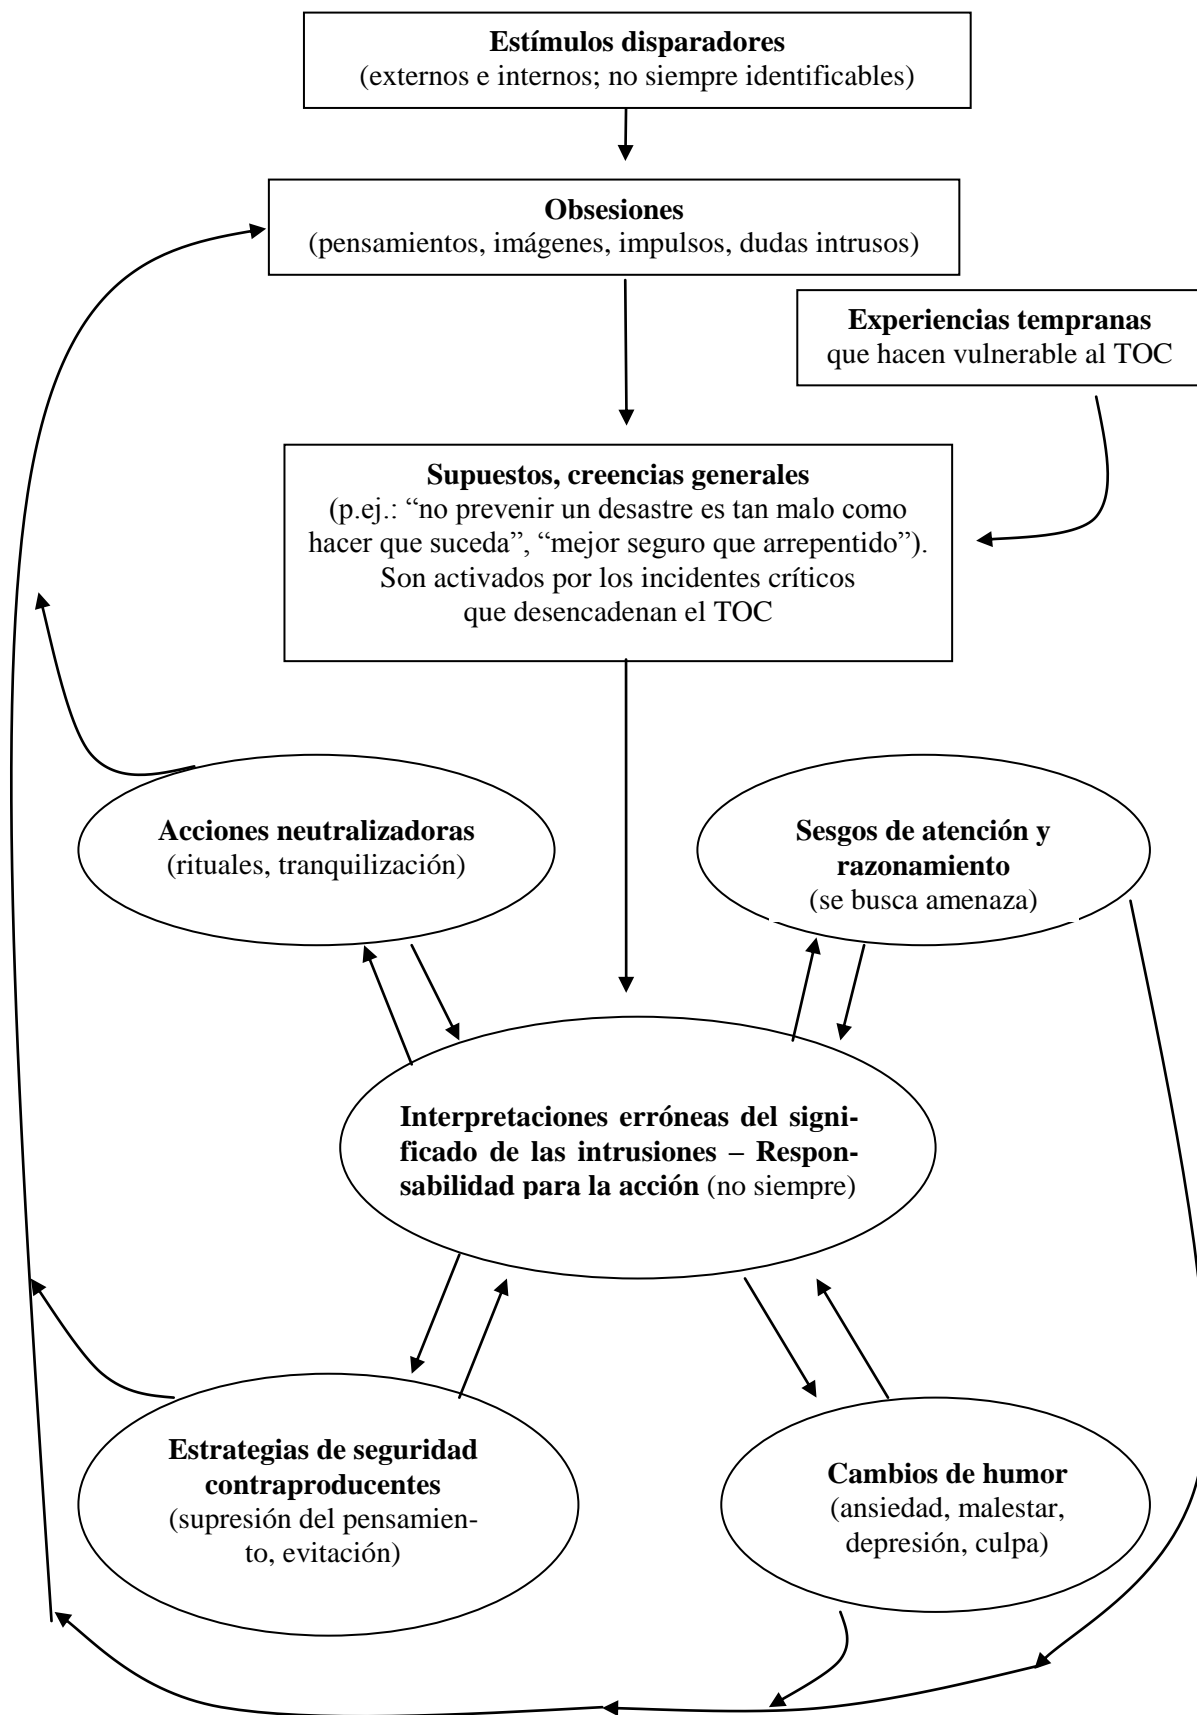 Estímulos disparadores
(externos e internos; no siempre identificables)
Obsesiones
(pensamientos, imágenes, impulsos, dudas intrusos)
Experiencias tempranas
que hacen vulnerable al TOC
Supuestos, creencias generales
(p.ej.: “no prevenir un desastre es tan malo como
hacer que suceda”, “mejor seguro que arrepentido”).
Son activados por los incidentes críticos
que desencadenan el TOC
Acciones neutralizadoras
(rituales, tranquilización)
Sesgos de atención y
razonamiento
(se busca amenaza)
Interpretaciones erróneas del signi-
ficado de las intrusiones – Respon-
sabilidad para la acción (no siempre)
Estrategias de seguridad
contraproducentes
(supresión del pensamien-
to, evitación)
Cambios de humor
(ansiedad, malestar,
depresión, culpa)